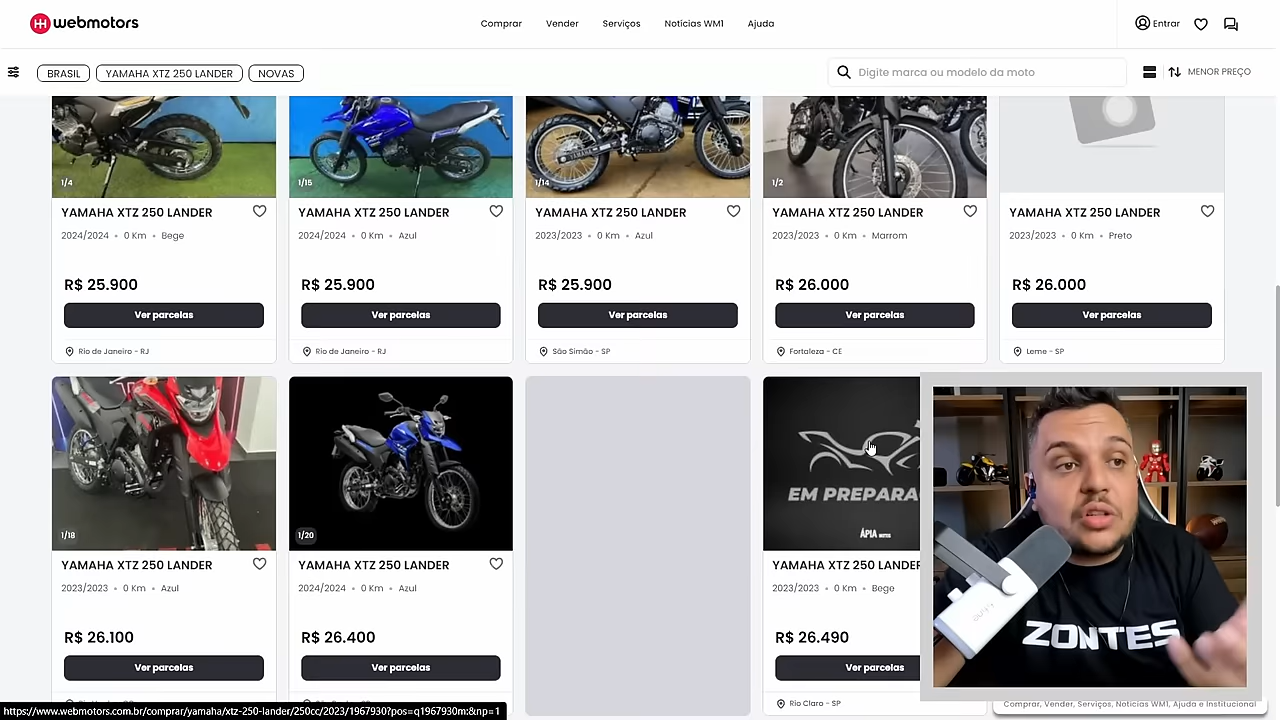 webmotors
Comprar
Vender
Serviços
Notícias WM1
Ajuda
Entrar
BRASIL
YAMAHA XTZ 250 LANDER
NOVAS
Digite marca ou modelo da moto
MENOR PREÇO
1/4
1/15
1/14
1/2
YAMAHA
YAMAHA XTZ 250 LANDER
2024/2024 • 0 Km • Bege
R$ 25.900
Ver parcelas
Rio de Janeiro - RJ
YAMAHA XTZ 250 LANDER
2024/2024 • 0 Km • Azul
R$ 25.900
Ver parcelas
Rio de Janeiro - RJ
YAMAHA XTZ 250 LANDER
2023/2023 • 0 Km • Azul
R$ 25.900
Ver parcelas
São Simão - SP
YAMAHA XTZ 250 LANDER
2023/2023 • 0 Km • Marrom
R$ 26.000
Ver parcelas
Fortaleza - CE
YAMAHA XTZ 250 LANDER
2023/2023 • 0 Km • Preto
R$ 26.000
Ver parcelas
Leme - SP
1/18
YAMAHA XTZ 250 LANDER
2023/2023 • 0 Km • Azul
R$ 26.100
Ver parcelas
1/20
YAMAHA XTZ 250 LANDER
2024/2024 • 0 Km • Azul
R$ 26.400
Ver parcelas
EM PREPARA
ÁPIA MOTOS
YAMAHA XTZ 250 LANDER
2023/2023 • 0 Km • Bege
R$ 26.490
Ver parcelas
Rio Claro - SP
ZONTES
https://www.webmotors.com.br/comprar/yamaha/xtz-250-lander/250cc/2023/1967930?pos=q1967930m:&np=1
Comprar, Vender, Serviços, Notícias WM1, Ajuda e Institucional